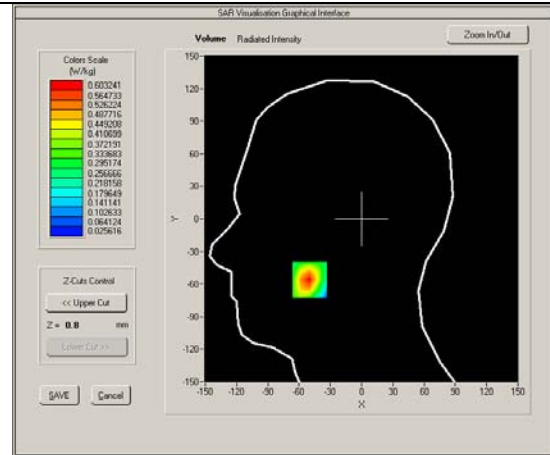 SAR Visualisation Graphical Interface
Volume Radiated Intensity
Zoom In/Out
Colors Scale
(W/kg)
0.603241
0.564733
0.526224
0.487716
0.449208
0.410699
0.372191
0.333683
0.295174
0.256666
0.218158
0.179649
0.141141
0.102633
0.064124
0.025616
Z-Cuts Control
<< Upper Cut
Z = 0.8 mm
Lower Cut >>
SAVE Cancel
150
120
90
60
30
Y 0
-30
-60
-90
-120
-150
-150 -120 -90 -60 -30 0 30 60 90 120 150
X